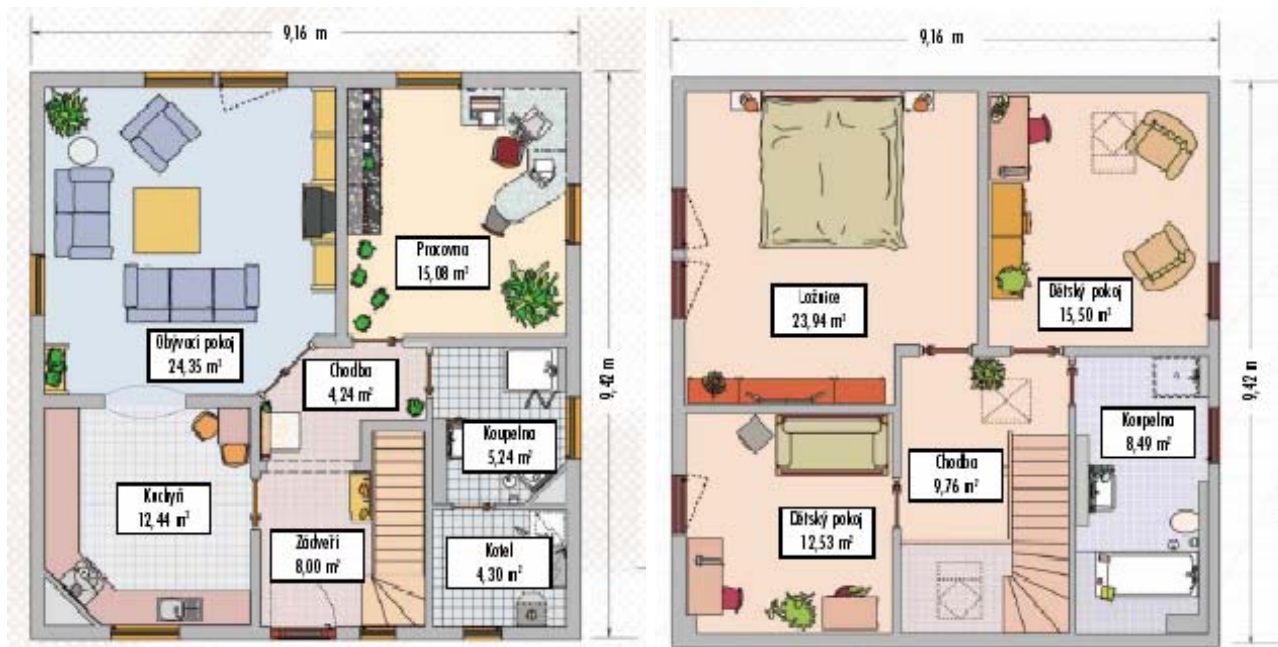 9,16 m
9,16 m
Pracovna
15,08 m²
Obývací pokoj
24,35 m²
Chodba
4,24 m²
Koupelna
5,24 m²
Kuchyň
12,44 m²
Zádveří
8,00 m²
Kotel
4,30 m²
9,42 m
Ložnice
23,94 m²
Dětský pokoj
15,50 m²
Koupelna
8,49 m²
Chodba
9,76 m²
Dětský pokoj
12,53 m²
9,42 m